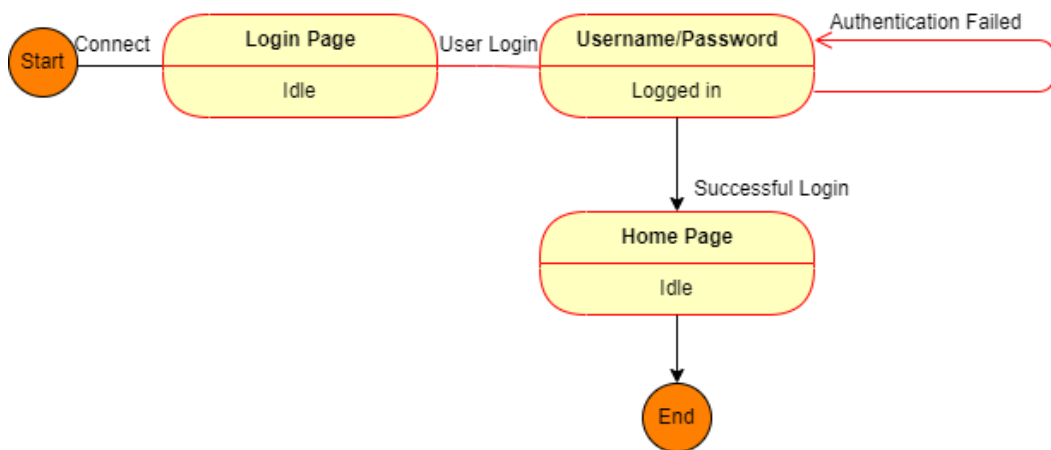 Start
Connect
Login Page
Idle
User Login
Username/Password
Logged in
Authentication Failed
Successful Login
Home Page
Idle
End